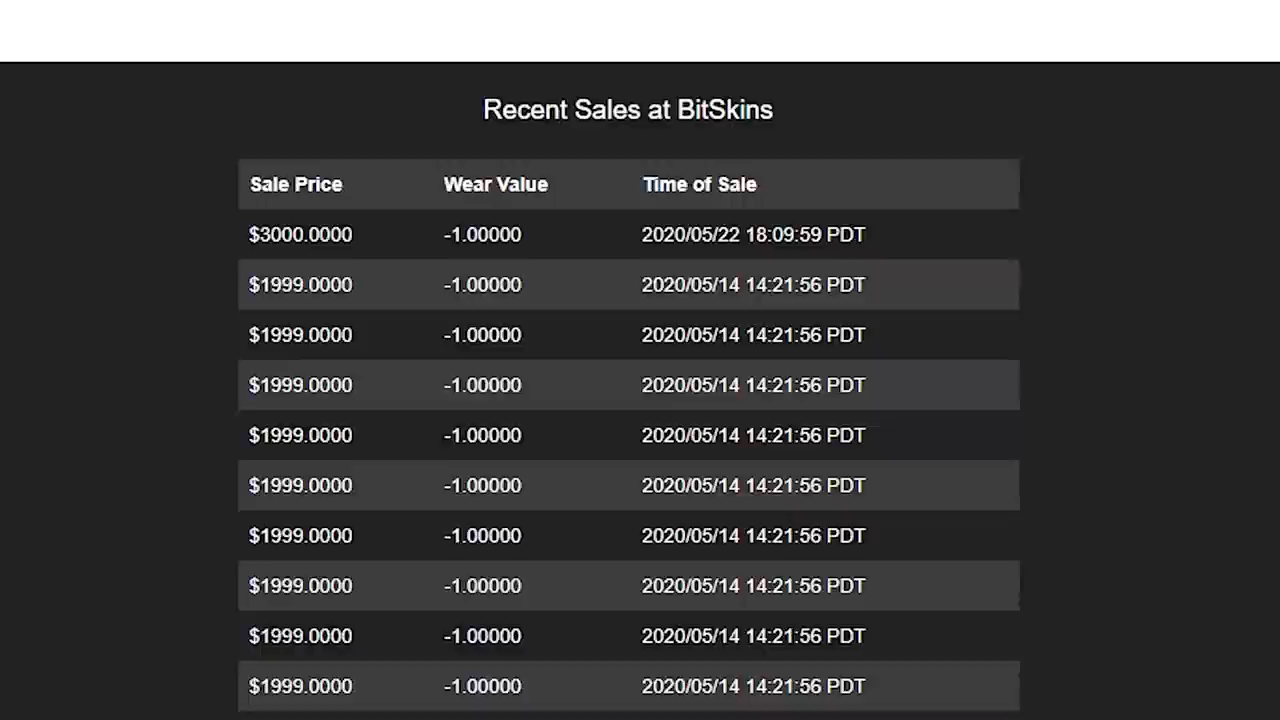 Recent Sales at BitSkins
Sale Price Wear Value Time of Sale
$3000.0000 -1.00000 2020/05/22 18:09:59 PDT
$1999.0000 -1.00000 2020/05/14 14:21:56 PDT
$1999.0000 -1.00000 2020/05/14 14:21:56 PDT
$1999.0000 -1.00000 2020/05/14 14:21:56 PDT
$1999.0000 -1.00000 2020/05/14 14:21:56 PDT
$1999.0000 -1.00000 2020/05/14 14:21:56 PDT
$1999.0000 -1.00000 2020/05/14 14:21:56 PDT
$1999.0000 -1.00000 2020/05/14 14:21:56 PDT
$1999.0000 -1.00000 2020/05/14 14:21:56 PDT
$1999.0000 -1.00000 2020/05/14 14:21:56 PDT